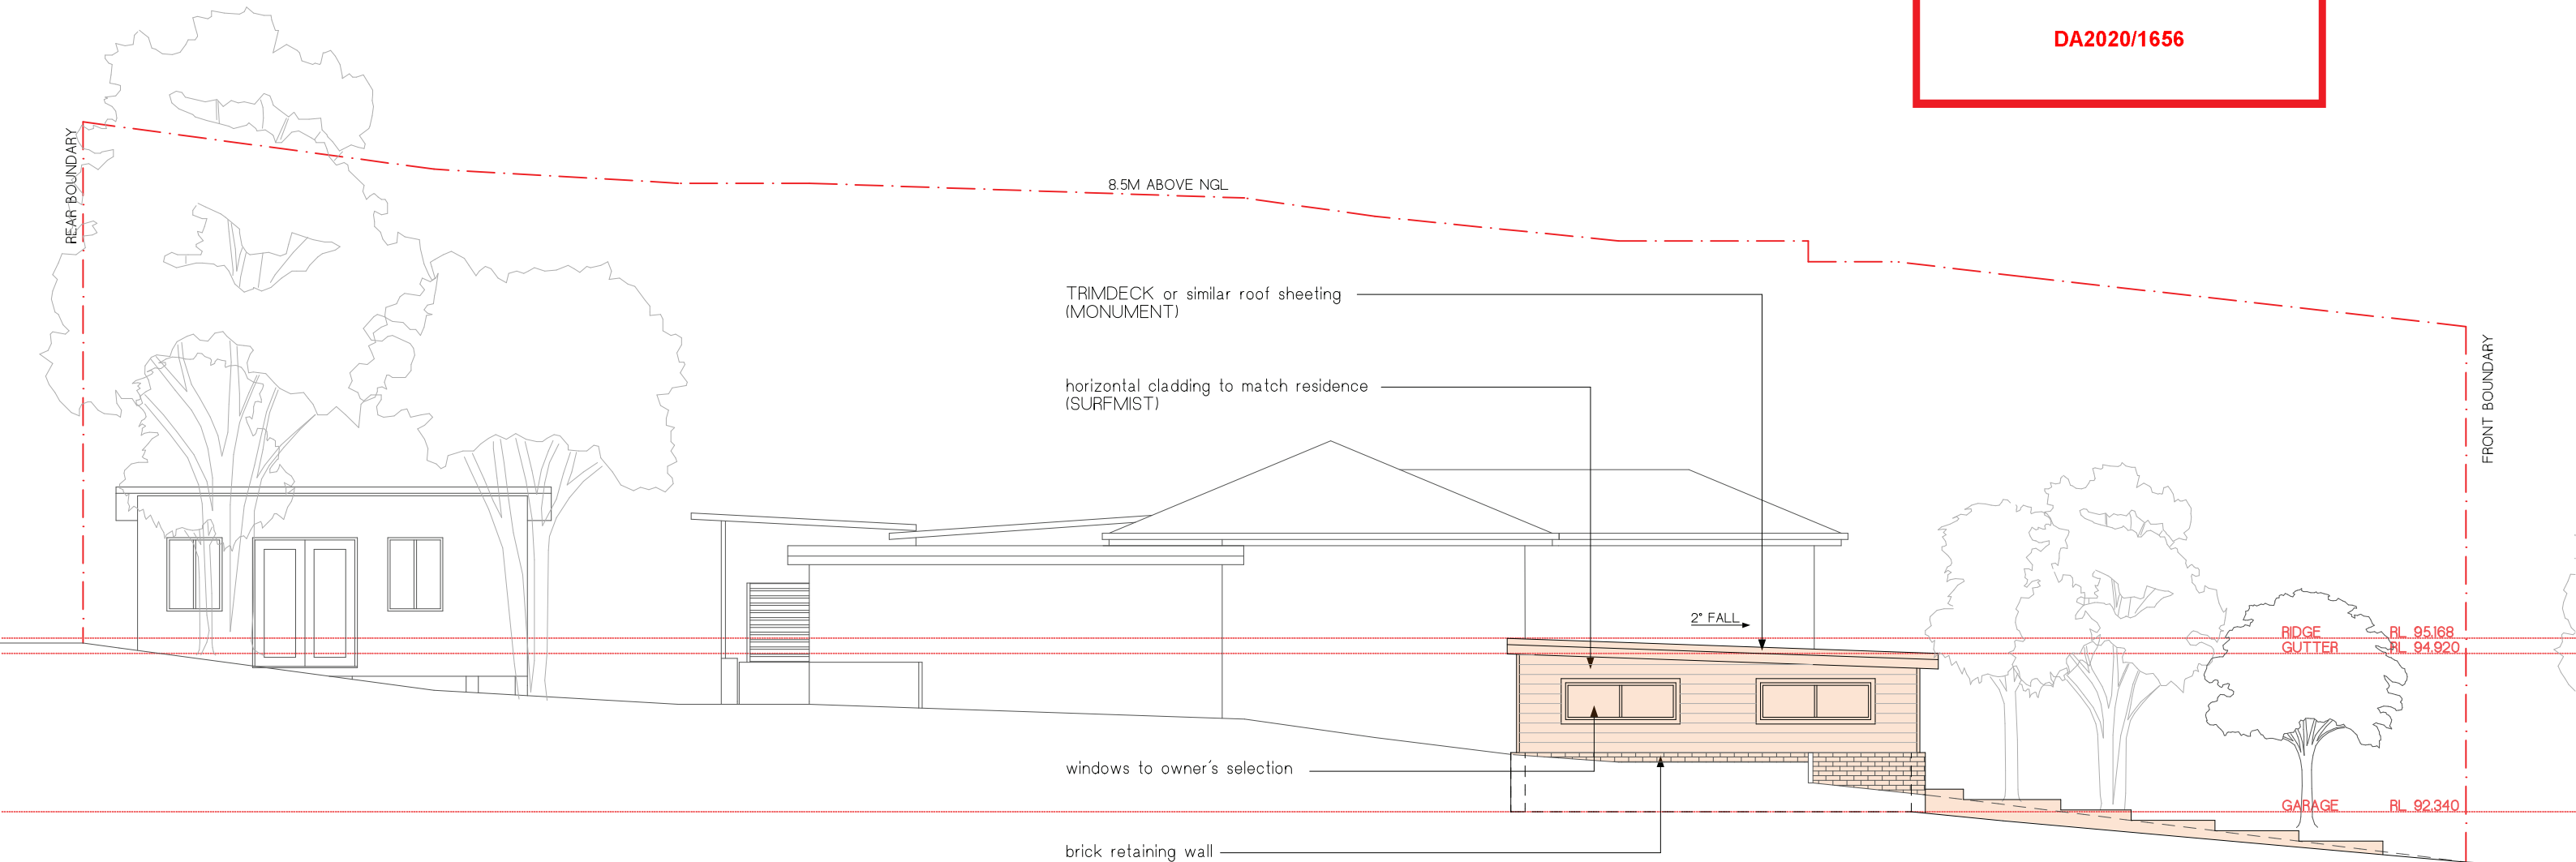 DA2020/1656
REAR BOUNDARY
8.5M ABOVE NGL
TRIMDECK or similar roof sheeting
(MONUMENT)
FRONT BOUNDARY
horizontal cladding to match residence
(SURFMIST)
2° FALL
RIDGE RL 95.168
GUTTER RL 94.920
windows to owner's selection
GARAGE RL 92.340
brick retaining wall